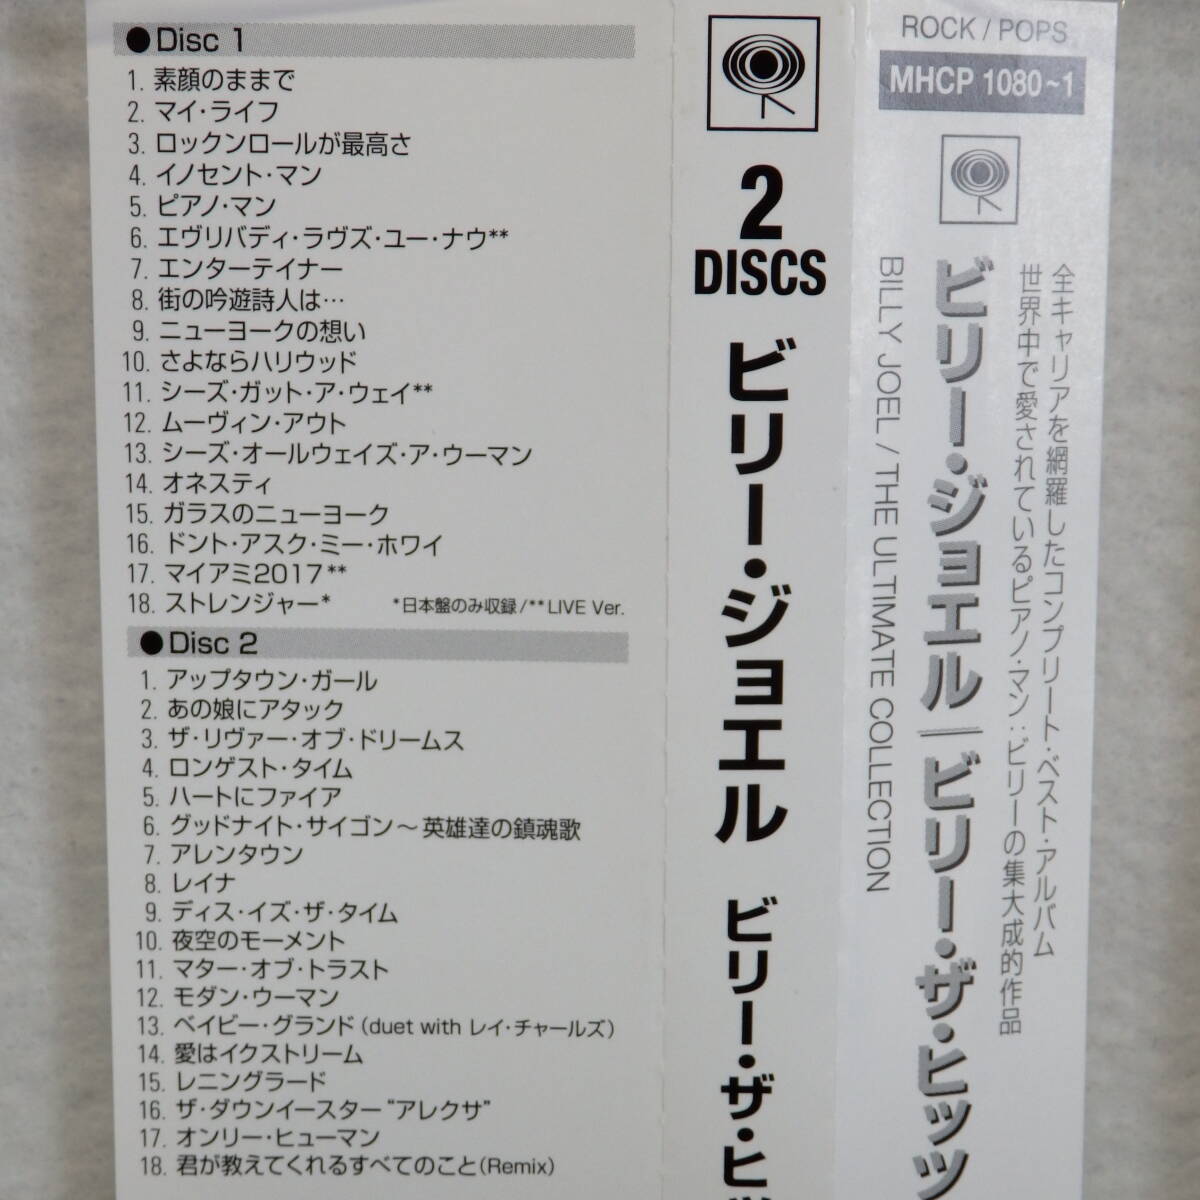 ●Disc 1
1. 素顔のままで
2. マイ・ライフ
3. ロックンロールが最高さ
4. イノセント・マン
5. ピアノ・マン
6. エヴリバディ・ラヴズ・ユー・ナウ**
7. エンターテイナー
8. 街の吟遊詩人は…
9. ニューヨークの想い
10. さよならハリウッド
11. シーズ・ガット・ア・ウェイ**
12. ムーヴィン・アウト
13. シーズ・オールウェイズ・ア・ウーマン
14. オネスティ
15. ガラスのニューヨーク
16. ドント・アスク・ミー・ホワイ
17. マイアミ2017**
18. ストレンジャー*
*日本盤のみ収録/**LIVE Ver.
●Disc 2
1. アップタウン・ガール
2. あの娘にアタック
3. ザ・リヴァー・オブ・ドリームス
4. ロンゲスト・タイム
5. ハートにファイア
6. グッドナイト・サイゴン～英雄達の鎮魂歌
7. アレンタウン
8. レイナ
9. ディス・イズ・ザ・タイム
10. 夜空のモーメント
11. マター・オブ・トラスト
12. モダン・ウーマン
13. ベイビー・グランド(duet with レイ・チャールズ)
14. 愛はイクストリーム
15. レニングラード
16. ザ・ダウンイースター“アレクサ”
17. オンリー・ヒューマン
18. 君が教えてくれるすべてのこと(Remix)
2
DISCS
ビリー・ジョエル ビリー・ザ・ヒッ
ROCK / POPS
MHCP 1080~1
全キャリアを網羅したコンプリート・ベスト・アルバム
世界中で愛されているピアノ・マン：ビリーの集大成的作品
ビリー・ジョエル/ビリー・ザ・ヒッツ
BILLY JOEL / THE ULTIMATE COLLECTION